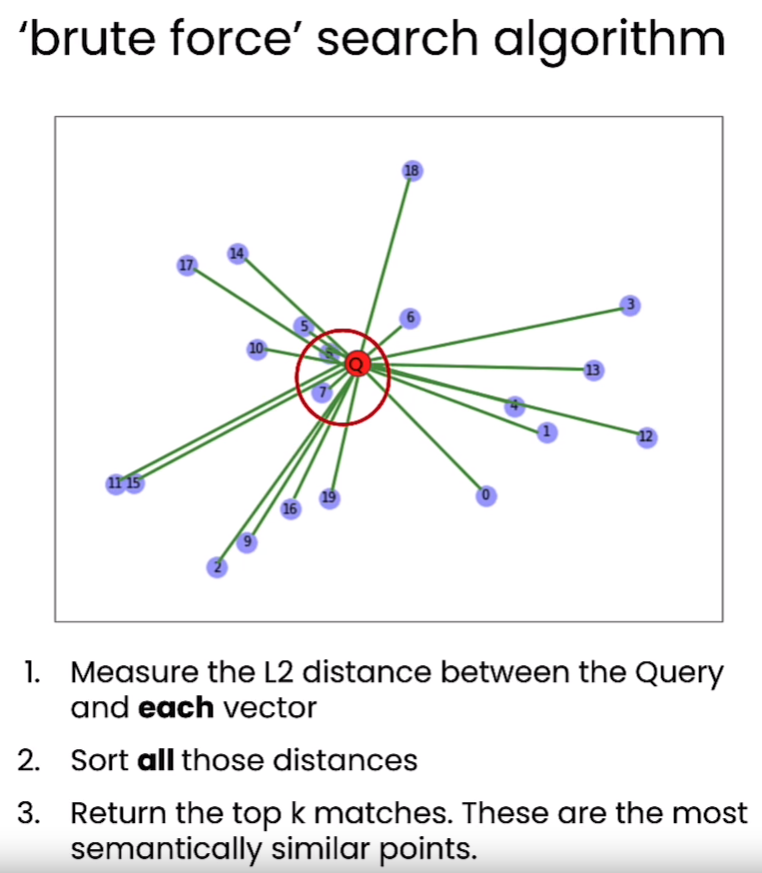 ‘brute force’ search algorithm
18
14
17
3
6
5
10
Q
13
7
4
1
12
11 15
19
0
16
9
2
1. Measure the L2 distance between the Query
and each vector
2. Sort all those distances
3. Return the top k matches. These are the most
semantically similar points.